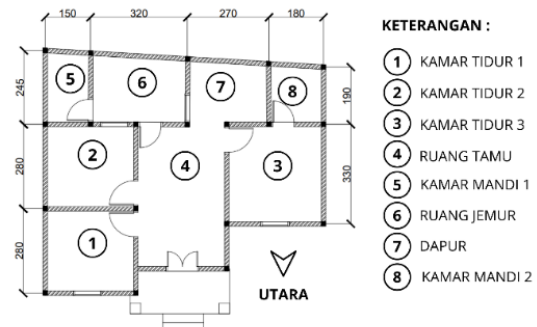 150 320 270 180
KETERANGAN :
245
280
280
190
330
5
6
7
8
2
4
3
1
UTARA
1 KAMAR TIDUR 1
2 KAMAR TIDUR 2
3 KAMAR TIDUR 3
4 RUANG TAMU
5 KAMAR MANDI 1
6 RUANG JEMUR
7 DAPUR
8 KAMAR MANDI 2